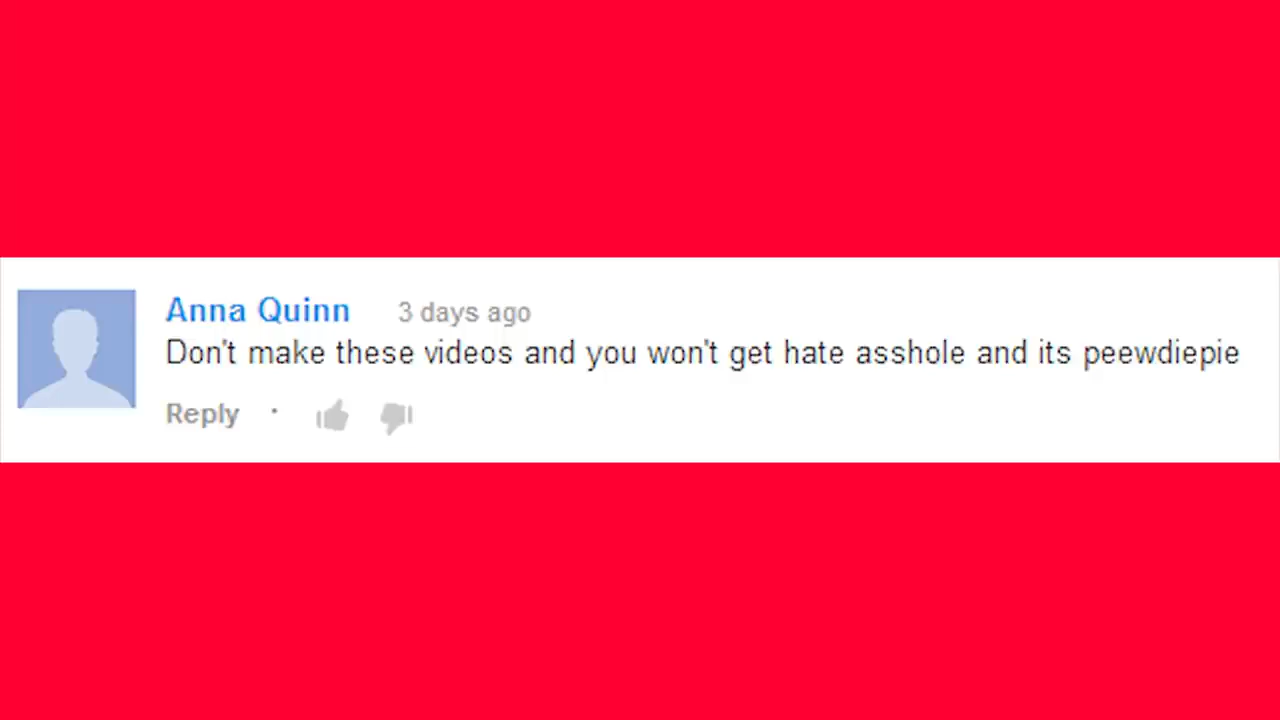 Anna Quinn 3 days ago
Don't make these videos and you won't get hate asshole and its peewdiepie
Reply ·